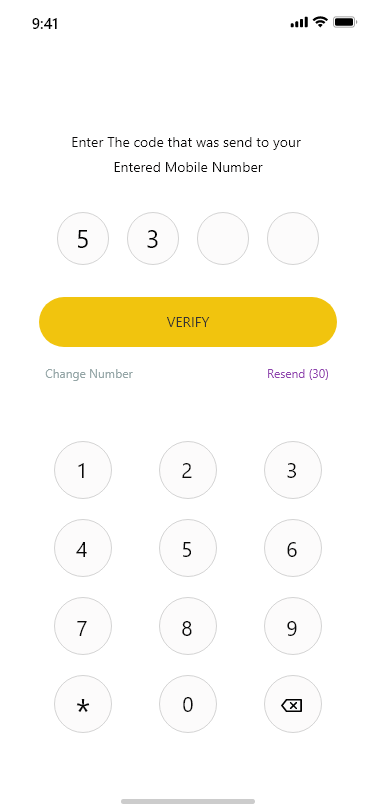 9:41
Enter The code that was send to your
Entered Mobile Number
5 3
VERIFY
Change Number Resend (30)
1 2 3
4 5 6
7 8 9
* 0